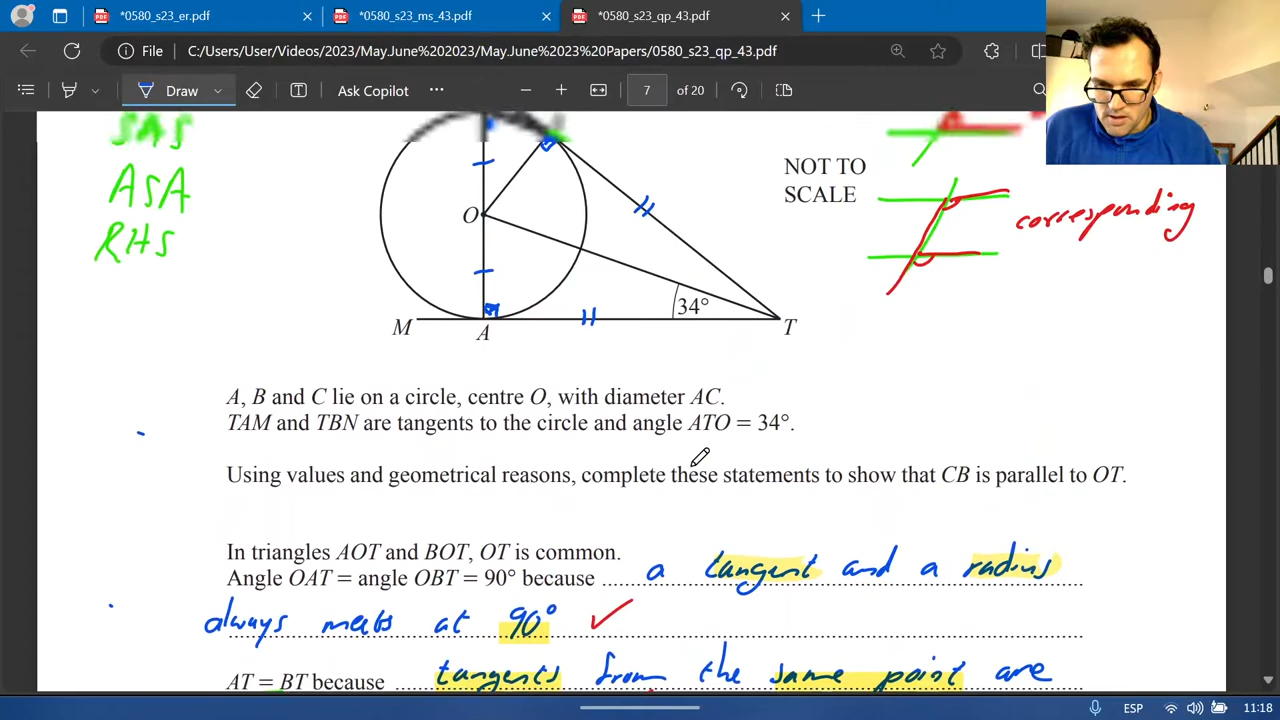 *0580_s23_er.pdf
*0580_s23_ms_43.pdf
*0580_s23_qp_43.pdf
File
C:/Users/User/Videos/2023/May.June%202023/May.June%2023%20Papers/0580_s23_qp_43.pdf
Draw
Ask Copilot
7 of 20
SAS
ASA
RHS
NOT TO
SCALE
corresponding
O
34°
M
A
T
A, B and C lie on a circle, centre O, with diameter AC.
TAM and TBN are tangents to the circle and angle ATO = 34°.
Using values and geometrical reasons, complete these statements to show that CB is parallel to OT.
In triangles AOT and BOT, OT is common.
Angle OAT = angle OBT = 90° because a tangent and a radius
always meets at 90° ✓
AT = BT because tangents from the same point are
ESP
11:18